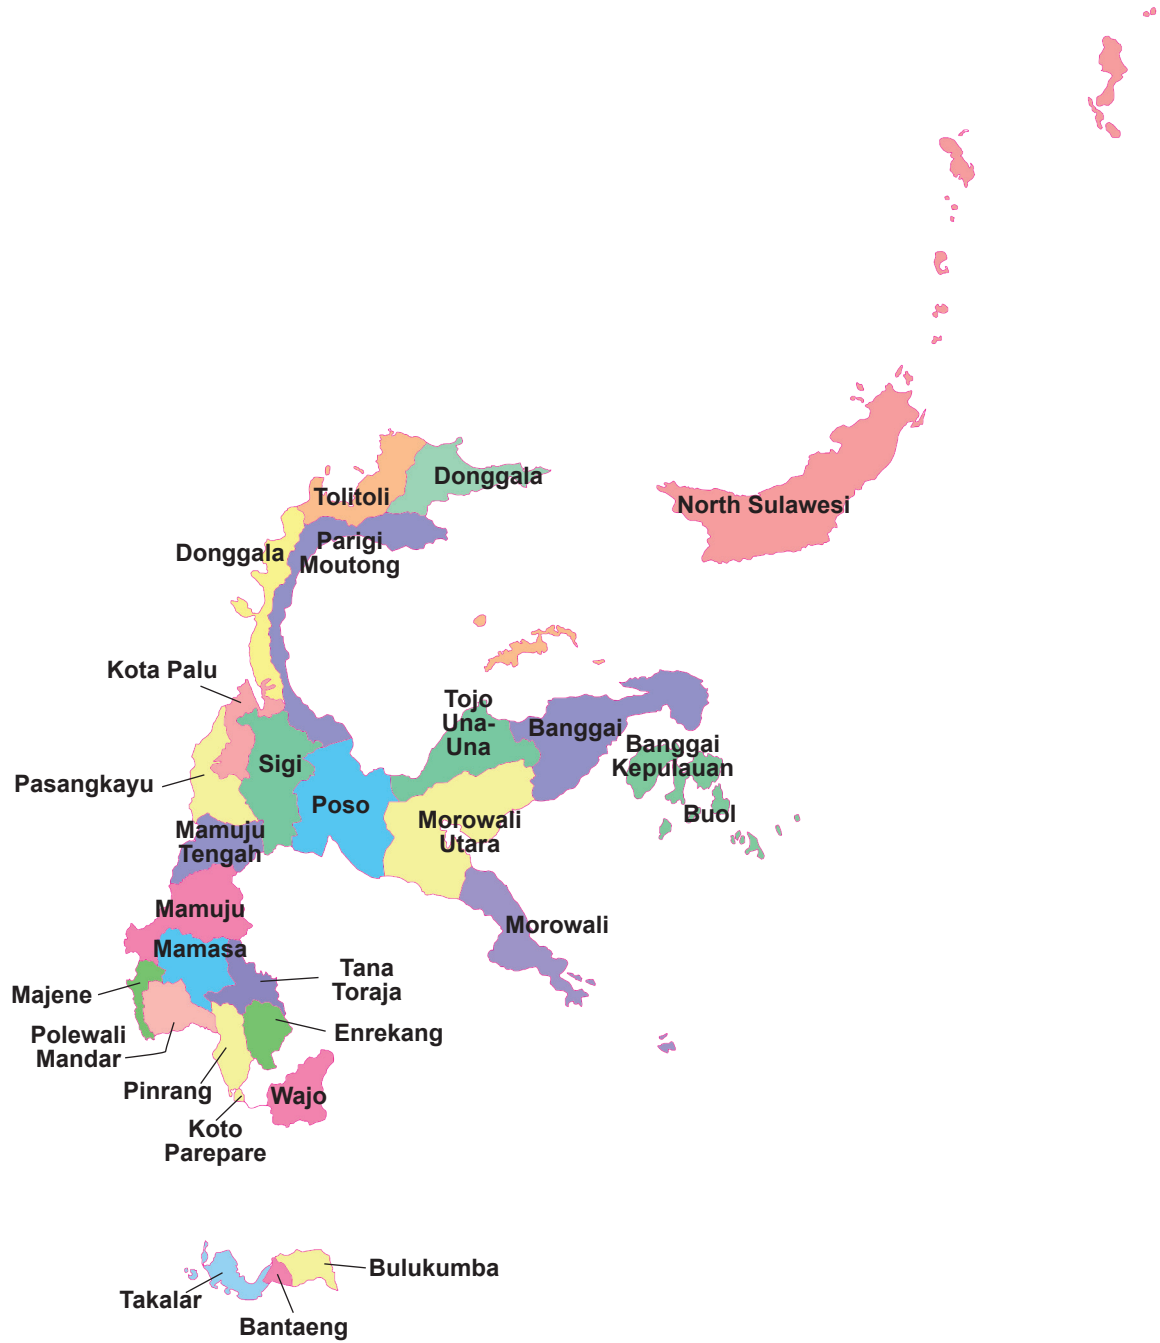 Donggala
Tolitoli
North Sulawesi
Parigi
Moutong
Donggala
Kota Palu
Tojo
Una-
Una
Banggai
Banggai
Kepulauan
Sigi
Pasangkayu
Poso
Buol
Morowali
Utara
Mamuju
Tengah
Mamuju
Morowali
Mamasa
Tana
Toraja
Majene
Enrekang
Polewali
Mandar
Pinrang
Wajo
Koto
Parepare
Bulukumba
Takalar
Bantaeng